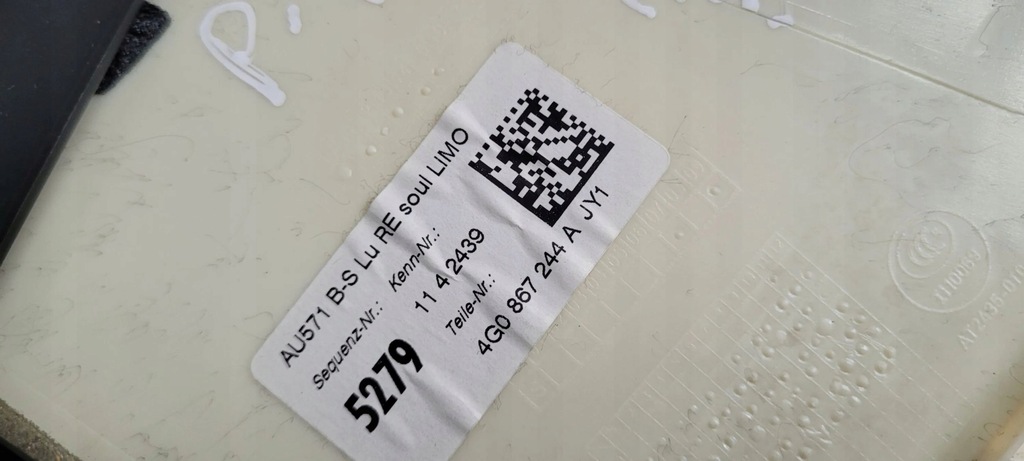 AU571 B-S Lu RE soul LIMO
Sequenz-Nr.: Kenn-Nr.:
5279 11 4 2439
Teile-Nr.:
4G0 867 244 A JY1